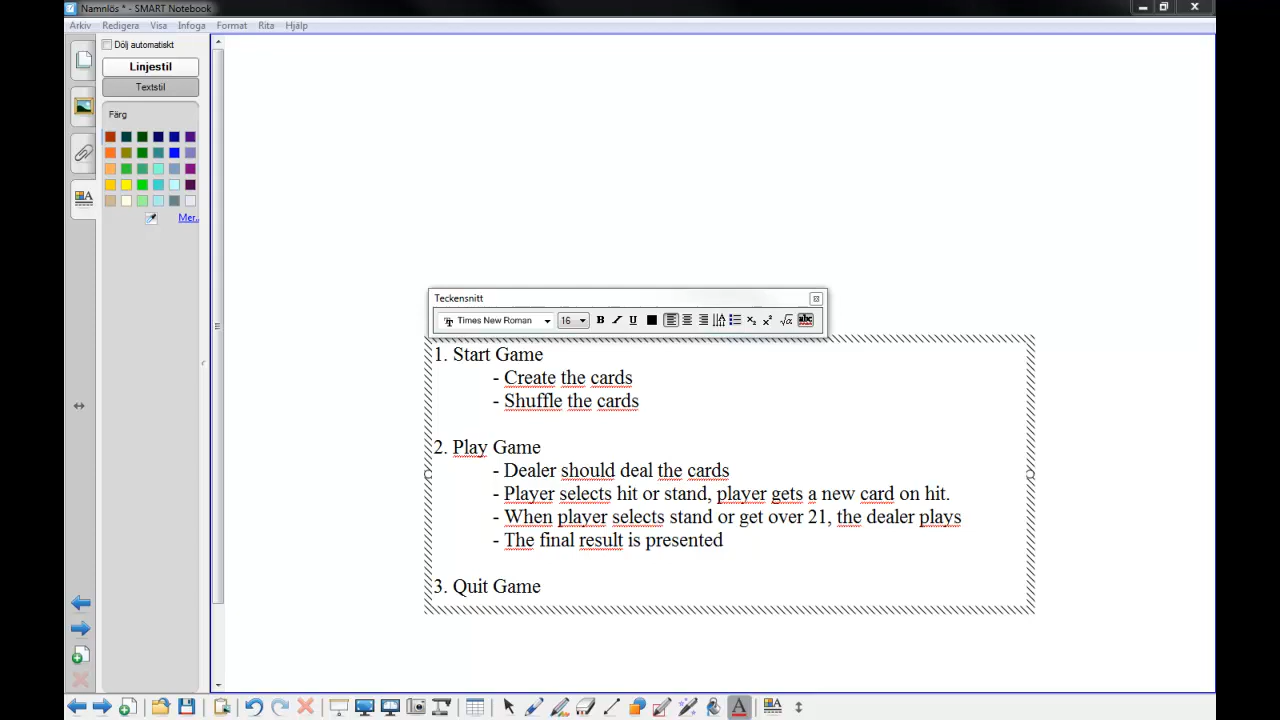 Namnlös * - SMART Notebook
Arkiv Redigera Visa Infoga Format Rita Hjälp
Dölj automatiskt
Linjestil
Textstil
Färg
Mer..
Teckensnitt
Times New Roman 16 B I U
1. Start Game
- Create the cards
- Shuffle the cards
2. Play Game
- Dealer should deal the cards
- Player selects hit or stand, player gets a new card on hit.
- When player selects stand or get over 21, the dealer plays
- The final result is presented
3. Quit Game